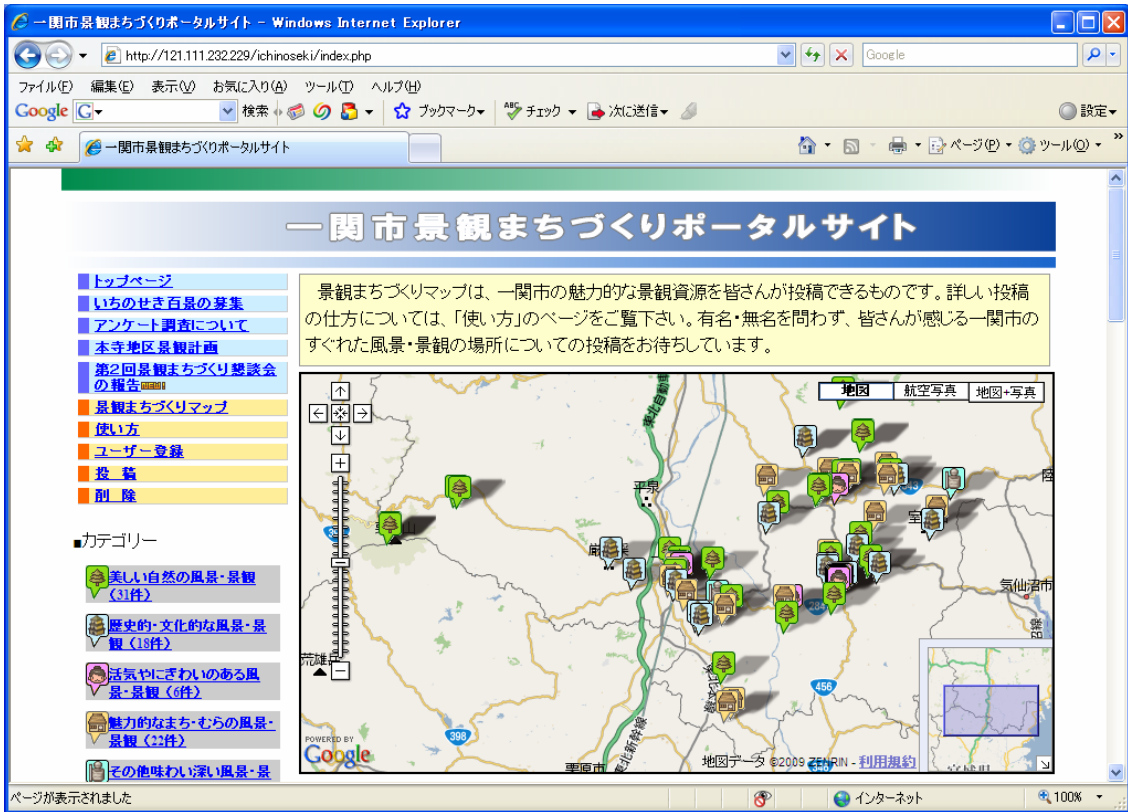 一関市景観まちづくりポータルサイト - Windows Internet Explorer
http://121.111.232.229/ichinoseki/index.php
Google
ファイル(F) 編集(E) 表示(V) お気に入り(A) ツール(T) ヘルプ(H)
Google G 検索 ブックマーク ABC チェック 次に送信 設定
一関市景観まちづくりポータルサイト
ページ(P) ツール(O) »
一関市景観まちづくりポータルサイト
トップページ
いちのせき百景の募集
アンケート調査について
本寺地区景観計画
第2回景観まちづくり懇談会
の報告
景観まちづくりマップ
使い方
ユーザー登録
投 稿
削 除
■カテゴリー
美しい自然の風景・景観
(31件)
歴史的・文化的な風景・景
観 (18件)
活気やにぎわいのある風
景・景観 (6件)
魅力的なまち・むらの風景・
景観 (22件)
その他味わい深い風景・景
景観まちづくりマップは、一関市の魅力的な景観資源を皆さんが投稿できるものです。詳しい投稿
の仕方については、「使い方」のページをご覧下さい。有名・無名を問わず、皆さんが感じる一関市の
すぐれた風景・景観の場所についての投稿をお待ちしています。
地図 航空写真 地図+写真
東北自動車
平泉
陸
室
厳
気仙沼市
284
荒雄岳
456
398
東北新幹線
栗原市
346
POWERED BY
Google
地図データ ©2009 ZENRIN - 利用規約
ページが表示されました
インターネット
100%